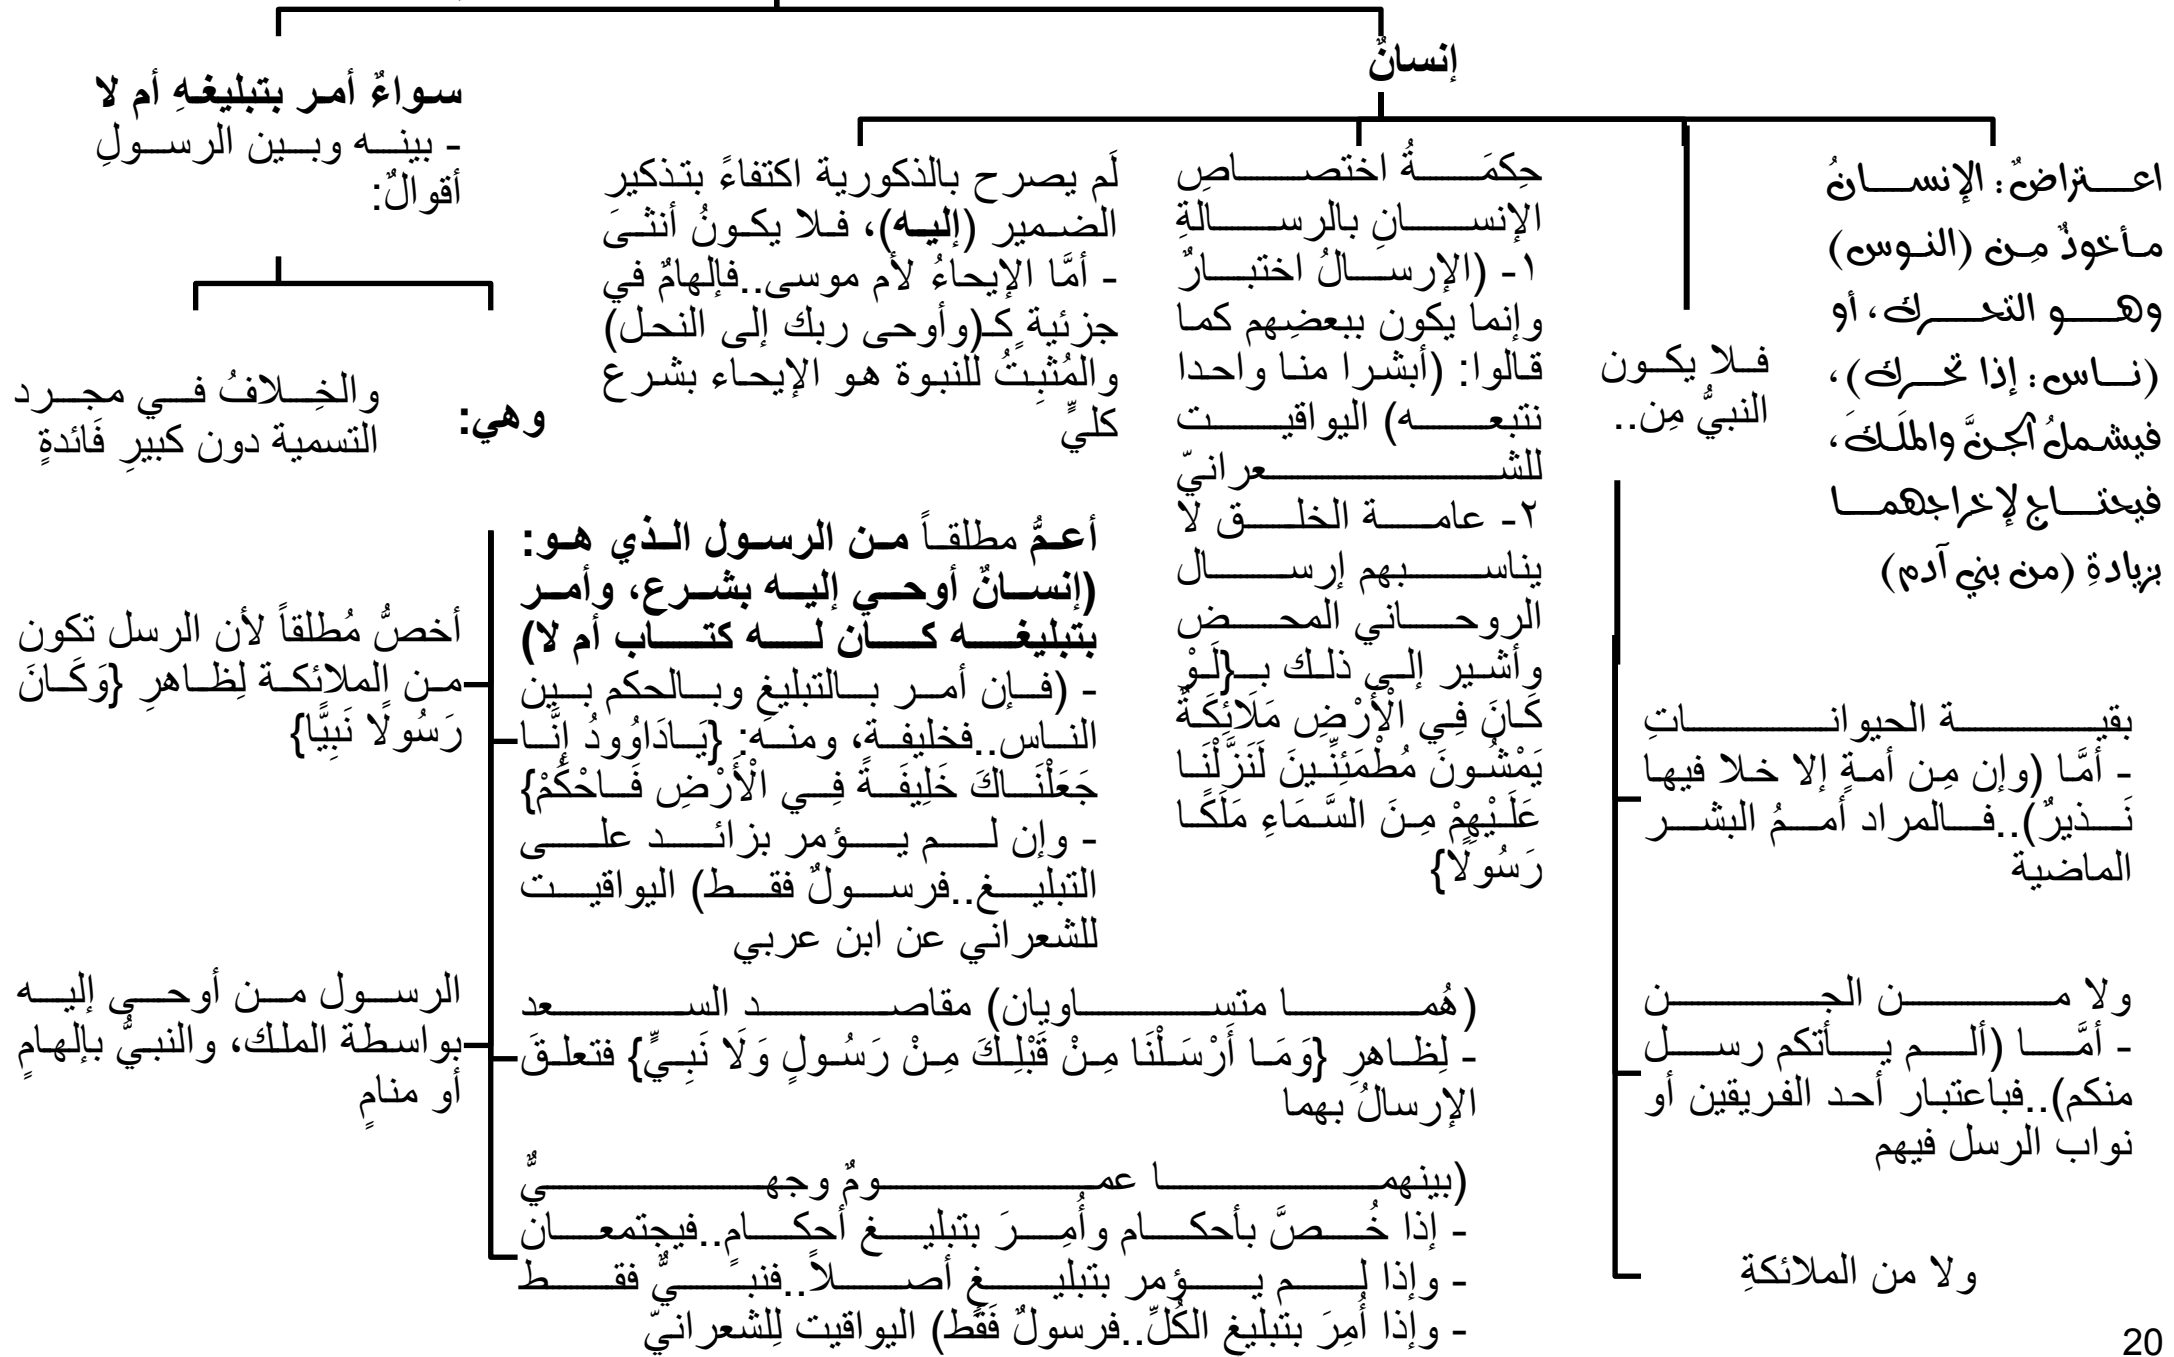 إنسانٌ
اعتراضٌ: الإنسانُ
مأخوذٌ مِن (النوس)
وهو التحرك، أو
(ناس: إذا تحرك)،
فيشملُ الجنَّ والملَكَ،
فيحتاج لإخراجهما
بزيادةِ (من بني آدم)
فلا يكون
النبيُّ مِن..
بقية الحيواناتِ
- أمَّا (وإن مِن أمةٍ إلا خلا فيها
نَذيرٌ)..فالمراد أممُ البشر
الماضية
ولا من الجن
- أمَّا (ألم يأتكم رسل
منكم)..فباعتبار أحد الفريقين أو
نواب الرسل فيهم
ولا من الملائكةِ
حِكمَةُ اختصاصِ
الإنسانِ بالرسالةِ
١- (الإرسالُ اختبارٌ
وإنما يكون ببعضِهم كما
قالوا: (أبشرا منا واحدا
نتبعه) اليواقيت
للشعرانيّ
٢- عامة الخلق لا
يناسبهم إرسال
الروحاني المحض
وأشير إلى ذلك بـ{لَوْ
كَانَ فِي الْأَرْضِ مَلَائِكَةٌ
يَمْشُونَ مُطْمَئِنِّينَ لَنَزَّلْنَا
عَلَيْهِمْ مِنَ السَّمَاءِ مَلَكًا
رَسُولًا}
لَم يصرح بالذكورية اكتفاءً بتذكيرِ
الضمير (إليه)، فلا يكونُ أنثىَ
- أمَّا الإيحاءُ لأم موسى..فإلهامٌ في
جزئيةٍ كـ(وأوحى ربك إلى النحل)
والمُثبِتُ للنبوة هو الإيحاء بشرع
كليٍّ
سواءٌ أمر بتبليغهِ أم لا
- بينه وبين الرسولِ
أقوالٌ:
والخِلافُ في مجرد
التسمية دون كبيرِ فَائدةٍ
وهي:
أعمُّ مطلقاً من الرسول الذي هو:
(إنسانٌ أوحي إليه بشرع، وأمر
بتبليغه كان له كتاب أم لا)
- (فإن أمر بالتبليغِ وبالحكم بين
الناس..فخليفة، ومنه: {يَادَاوُودُ إِنَّا
جَعَلْنَاكَ خَلِيفَةً فِي الْأَرْضِ فَاحْكُمْ}
- وإن لم يؤمر بزائد على
التبليغ..فرسولٌ فقط) اليواقيت
للشعراني عن ابن عربي
أخصُّ مُطلقاً لأن الرسل تكون
من الملائكة لِظاهرِ {وَكَانَ
رَسُولًا نَبِيًّا}
(هُما متساويان) مقاصد السعد
- لِظاهرِ {وَمَا أَرْسَلْنَا مِنْ قَبْلِكَ مِنْ رَسُولٍ وَلَا نَبِيٍّ} فتعلقَ
الإرسالُ بهما
الرسول من أوحى إليه
بواسطة الملك، والنبيُّ بإلهامٍ
أو منامٍ
(بينهما عمومٌ وجهيٌّ
- إذا خُصَّ بأحكام وأُمِرَ بتبليغ أحكامٍ..فيجتمعان
- وإذا لم يؤمر بتبليغٍ أصلاً..فنبيٌّ فقط
- وإذا أُمِرَ بتبليغ الكُلِّ..فرسولٌ فَقَط) اليواقيت لِلشعرانيّ
20